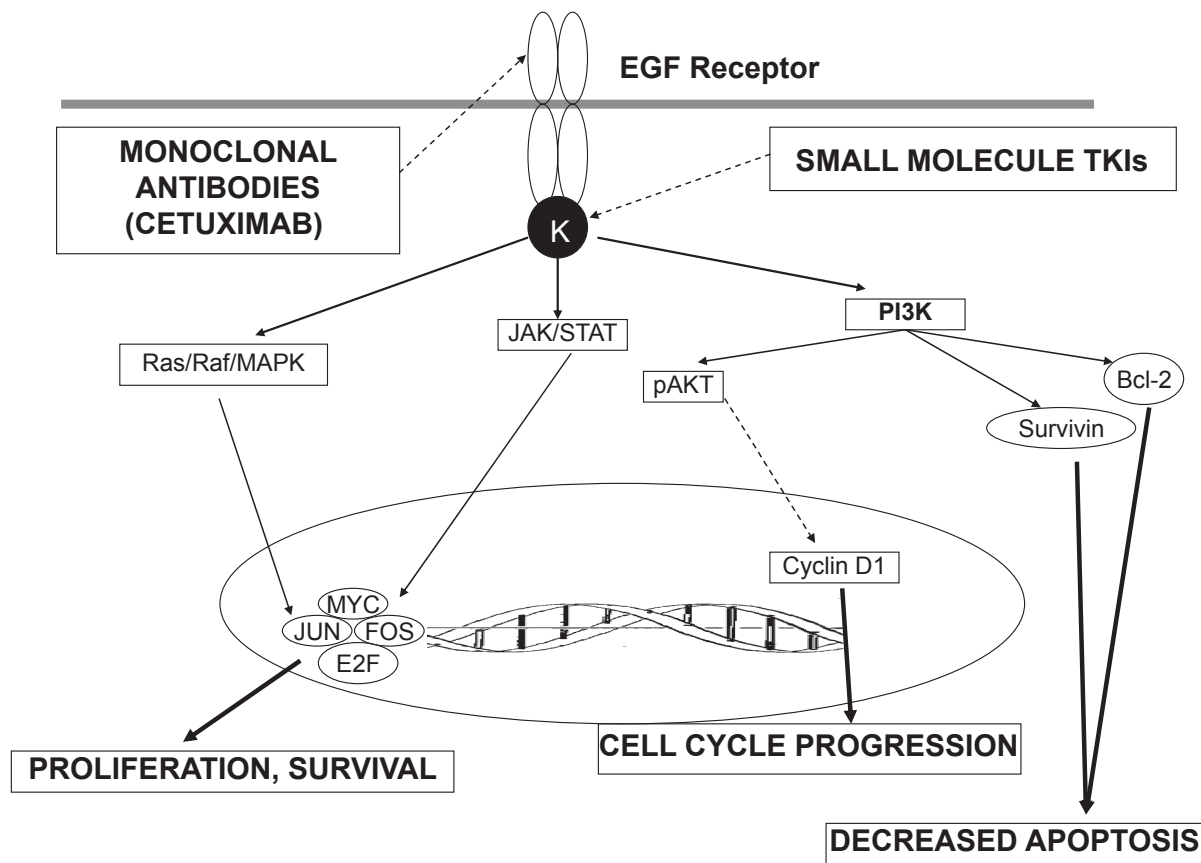 EGF Receptor
MONOCLONAL
ANTIBODIES
(CETUXIMAB)
SMALL MOLECULE TKIs
K
PI3K
JAK/STAT
Ras/Raf/MAPK
pAKT
Bcl-2
Survivin
Cyclin D1
MYC
JUN
FOS
E2F
CELL CYCLE PROGRESSION
PROLIFERATION, SURVIVAL
DECREASED APOPTOSIS